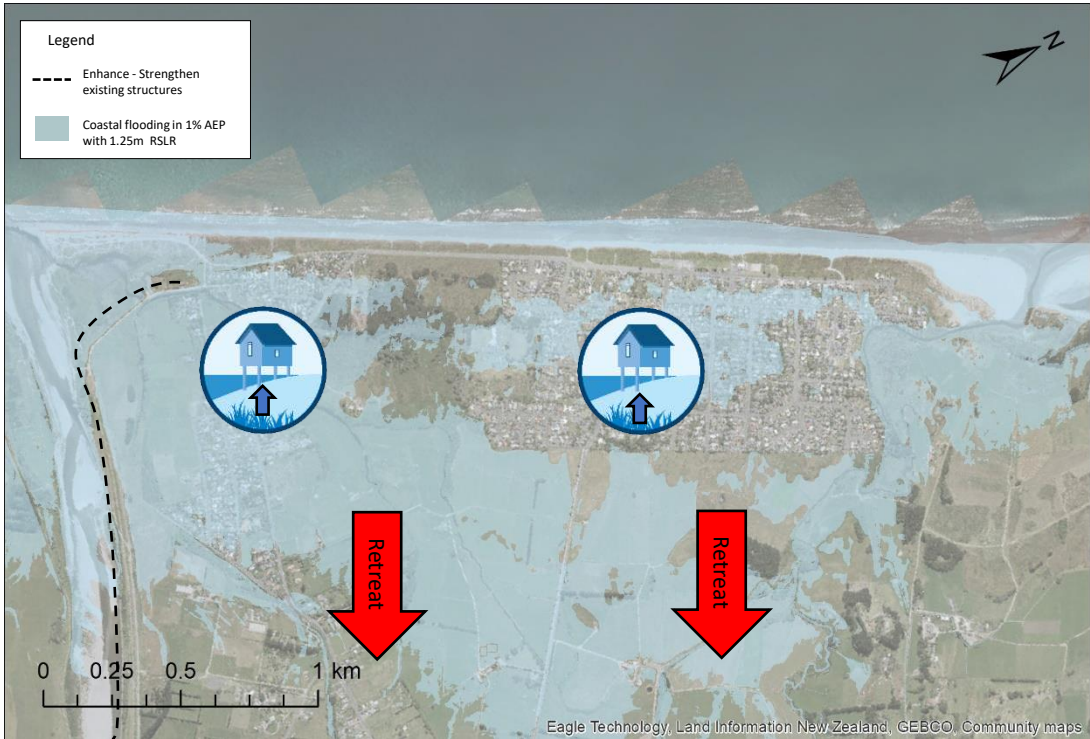 Legend
Enhance - Strengthen
existing structures
Coastal flooding in 1% AEP
with 1.25m RSLR
N
Retreat
Retreat
0 0.25 0.5 1 km
Eagle Technology, Land Information New Zealand, GEBCO, Community maps